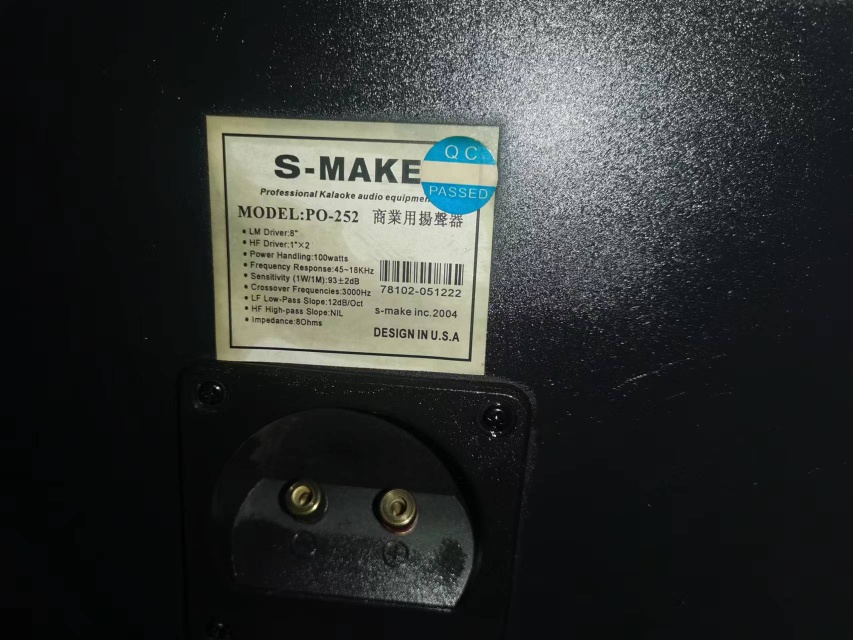 S-MAKE
QC
PASSED
Professional Kalaoke audio equipmen
MODEL:PO-252 商業用揚聲器
• LM Driver:8"
• HF Driver:1"×2
• Power Handling:100watts
• Frequency Response:45~18KHz
• Sensitivity (1W/1M):93±2dB
• Crossover Frequencies:3000Hz
• LF Low-Pass Slope:12dB/Oct
• HF High-pass Slope:NIL
• Impedance:8Ohms
78102-051222
s-make inc.2004
DESIGN IN U.S.A